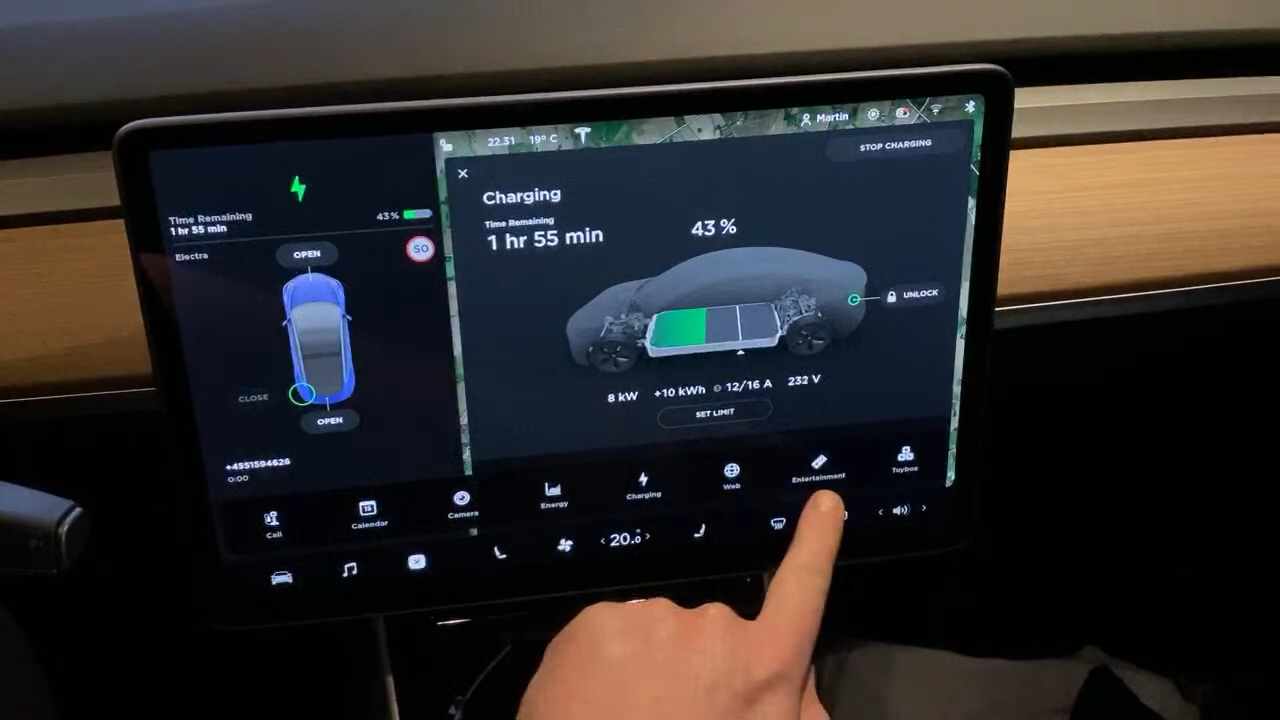 22.31 19° C Martin
STOP CHARGING
Time Remaining
1 hr 55 min
43 %
Electra
50
OPEN
CLOSE
OPEN
+4551594626
0:00
Charging
Time Remaining
1 hr 55 min
43 %
UNLOCK
8 kW +10 kWh 12/16 A 232 V
SET LIMIT
Call
Calendar
Camera
Energy
Charging
Web
Entertainment
Toybox
< 20.0 >
< >